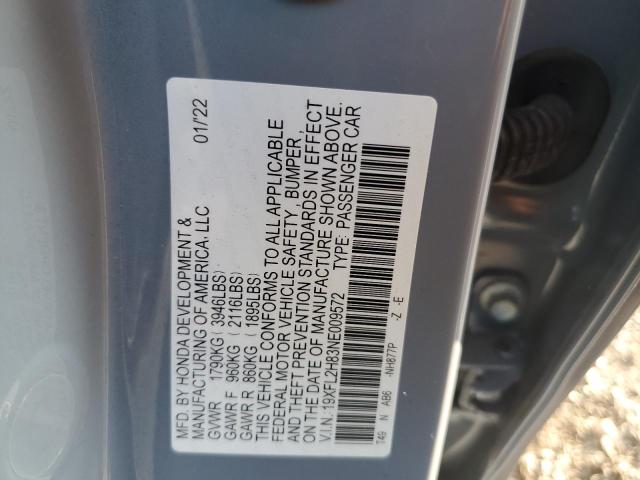 MFD. BY HONDA DEVELOPMENT &
MANUFACTURING OF AMERICA, LLC 01/'22
GVWR 1790KG ( 3946LBS)
GAWR F 960KG ( 2116LBS)
GAWR R 860KG ( 1895LBS)
THIS VEHICLE CONFORMS TO ALL APPLICABLE
FEDERAL MOTOR VEHICLE SAFETY, BUMPER,
AND THEFT PREVENTION STANDARDS IN EFFECT
ON THE DATE OF MANUFACTURE SHOWN ABOVE.
V.I.N: 19XFL2H83NE009572 TYPE: PASSENGER CAR
T49 N AB6 -NH877P -Z -E